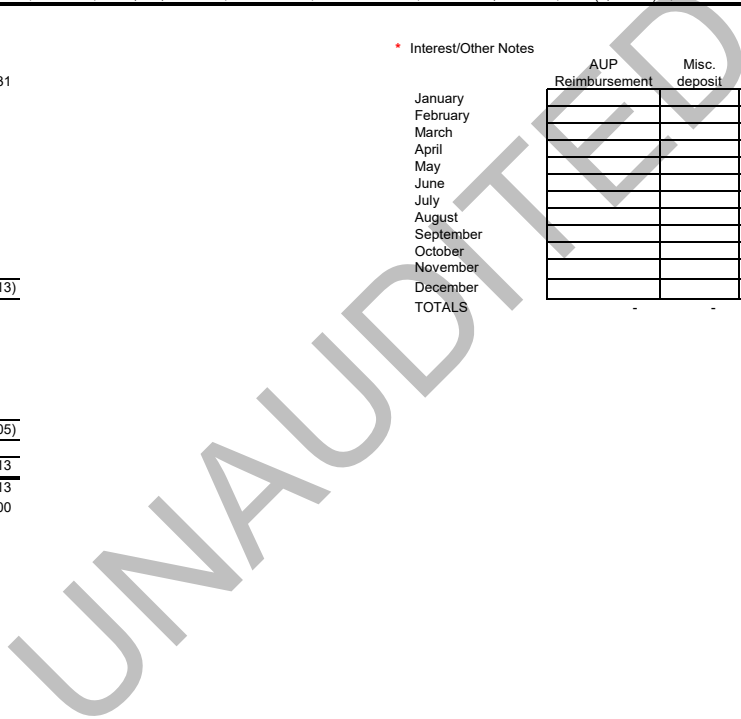 * Interest/Other Notes
AUP Reimbursement Misc. deposit
31
January
February
March
April
May
June
July
August
September
October
November
13) December
TOTALS - -
05)
13
13
00
UNAUDITED